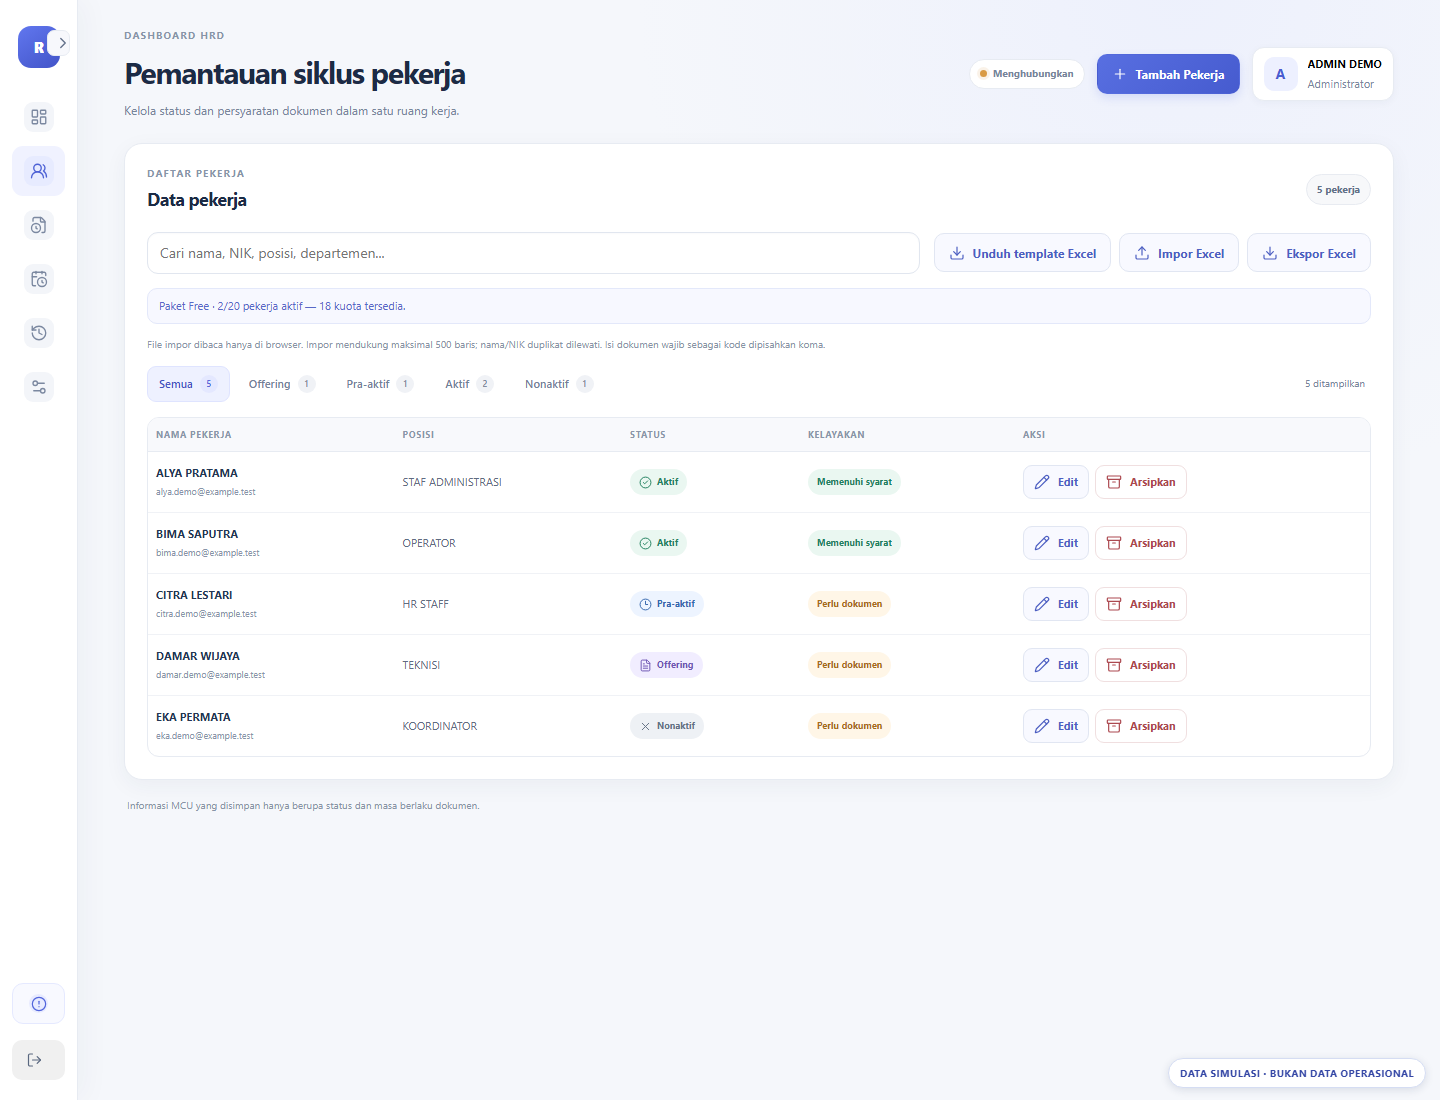 R
DASHBOARD HRD
Pemantauan siklus pekerja
Kelola status dan persyaratan dokumen dalam satu ruang kerja.
Menghubungkan
Tambah Pekerja
A
ADMIN DEMO
Administrator
DAFTAR PEKERJA
Data pekerja
5 pekerja
Cari nama, NIK, posisi, departemen...
Unduh template Excel
Impor Excel
Ekspor Excel
Paket Free · 2/20 pekerja aktif — 18 kuota tersedia.
File impor dibaca hanya di browser. Impor mendukung maksimal 500 baris; nama/NIK duplikat dilewati. Isi dokumen wajib sebagai kode dipisahkan koma.
Semua 5 Offering 1 Pra-aktif 1 Aktif 2 Nonaktif 1
5 ditampilkan
NAMA PEKERJA POSISI STATUS KELAYAKAN AKSI
ALYA PRATAMA
alya.demo@example.test
STAF ADMINISTRASI Aktif Memenuhi syarat Edit Arsipkan
BIMA SAPUTRA
bima.demo@example.test
OPERATOR Aktif Memenuhi syarat Edit Arsipkan
CITRA LESTARI
citra.demo@example.test
HR STAFF Pra-aktif Perlu dokumen Edit Arsipkan
DAMAR WIJAYA
damar.demo@example.test
TEKNISI Offering Perlu dokumen Edit Arsipkan
EKA PERMATA
eka.demo@example.test
KOORDINATOR Nonaktif Perlu dokumen Edit Arsipkan
Informasi MCU yang disimpan hanya berupa status dan masa berlaku dokumen.
DATA SIMULASI · BUKAN DATA OPERASIONAL